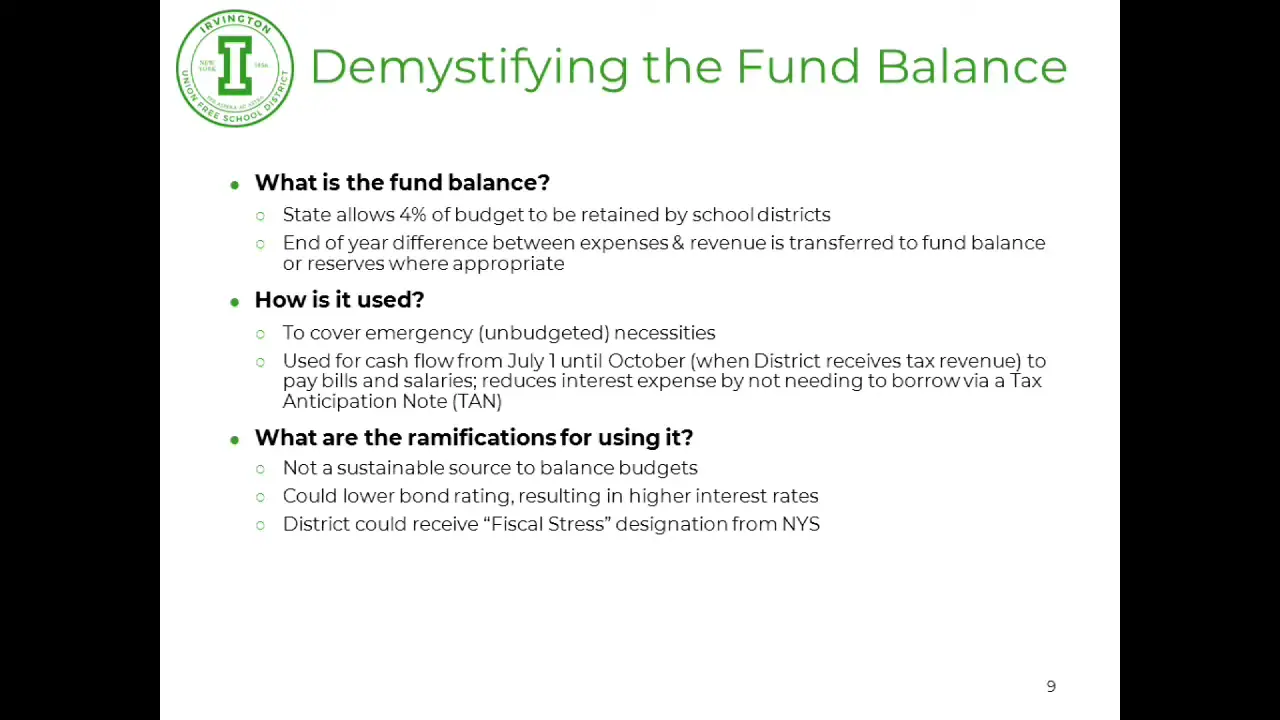 IRVINGTON
NEW YORK
1856
UNION FREE SCHOOL DISTRICT
Demystifying the Fund Balance
● What is the fund balance?
○ State allows 4% of budget to be retained by school districts
○ End of year difference between expenses & revenue is transferred to fund balance
or reserves where appropriate
● How is it used?
○ To cover emergency (unbudgeted) necessities
○ Used for cash flow from July 1 until October (when District receives tax revenue) to
pay bills and salaries; reduces interest expense by not needing to borrow via a Tax
Anticipation Note (TAN)
● What are the ramifications for using it?
○ Not a sustainable source to balance budgets
○ Could lower bond rating, resulting in higher interest rates
○ District could receive “Fiscal Stress” designation from NYS
9